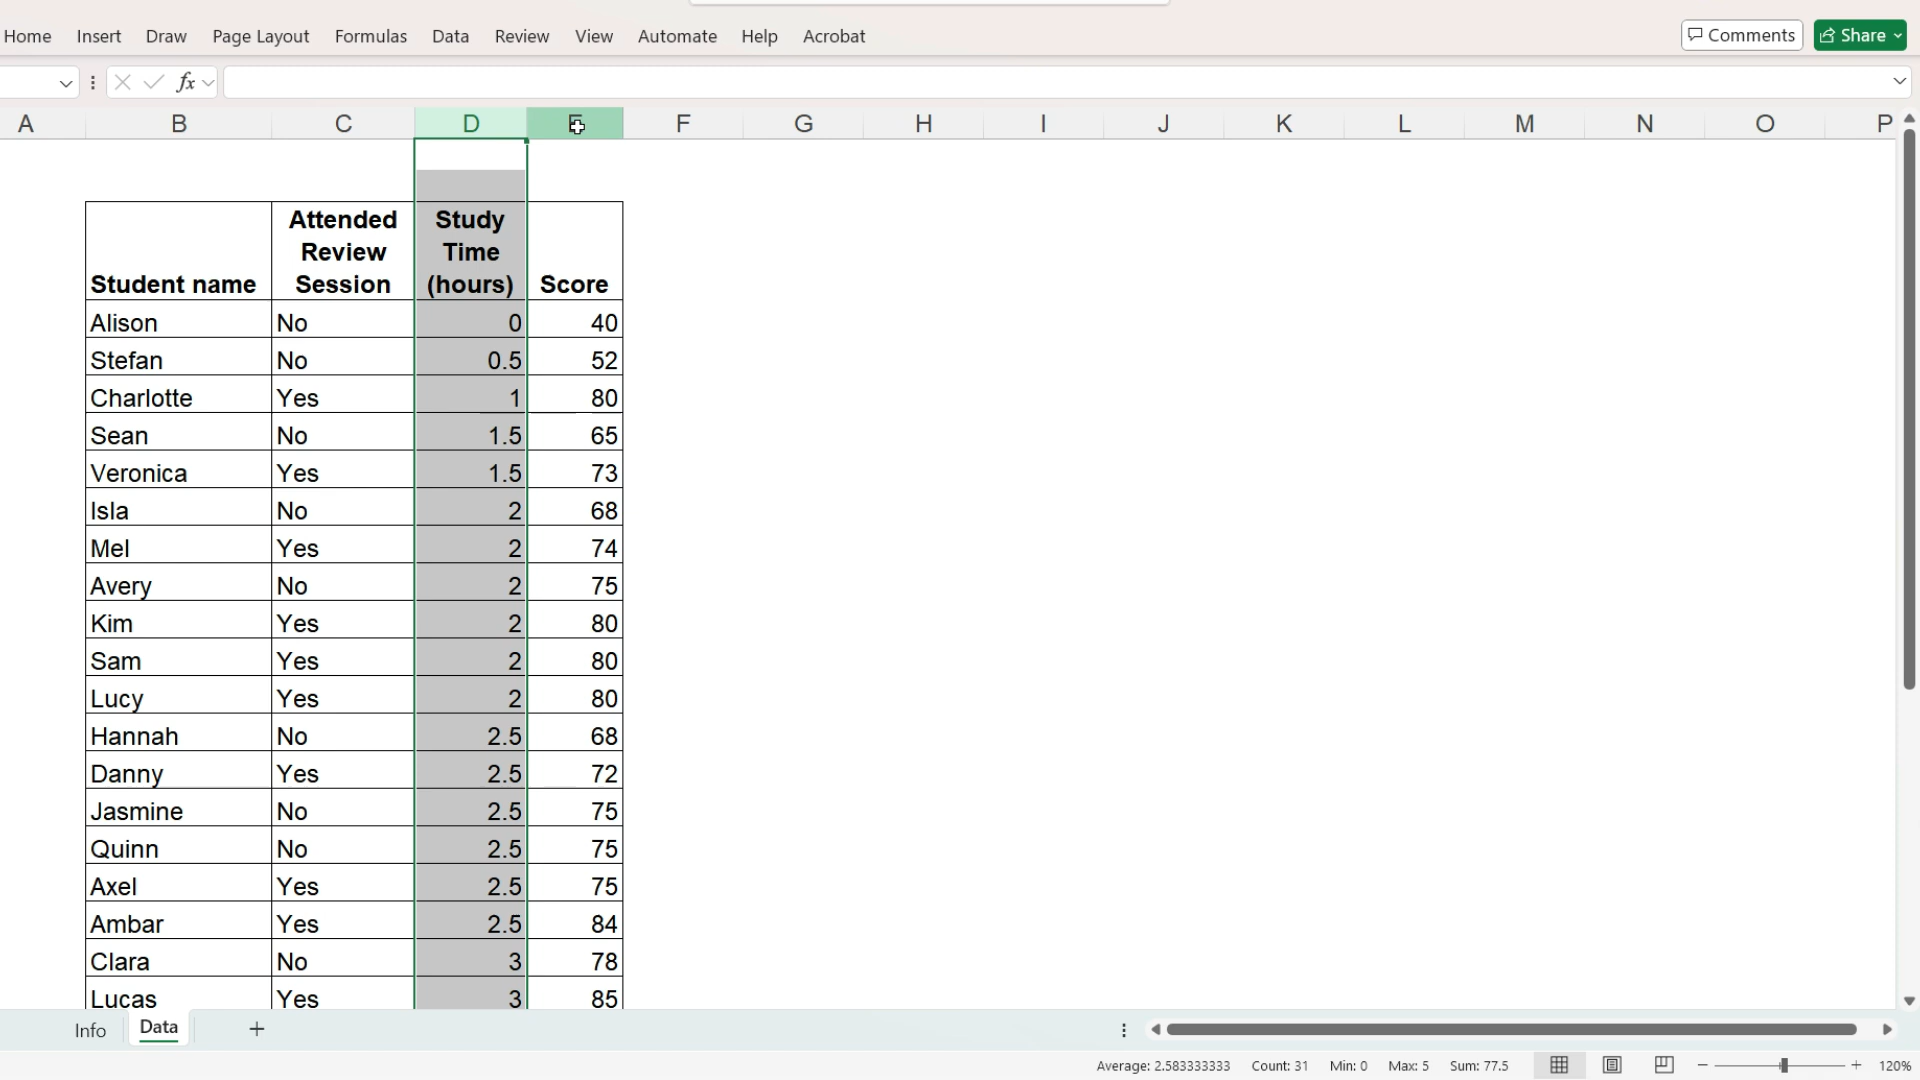 Home Insert Draw Page Layout Formulas Data Review View Automate Help Acrobat Comments Share
fx
A B C D E F G H I J K L M N O P
Student name Attended Review Session Study Time (hours) Score
Alison No 0 40
Stefan No 0.5 52
Charlotte Yes 1 80
Sean No 1.5 65
Veronica Yes 1.5 73
Isla No 2 68
Mel Yes 2 74
Avery No 2 75
Kim Yes 2 80
Sam Yes 2 80
Lucy Yes 2 80
Hannah No 2.5 68
Danny Yes 2.5 72
Jasmine No 2.5 75
Quinn No 2.5 75
Axel Yes 2.5 75
Ambar Yes 2.5 84
Clara No 3 78
Lucas Yes 3 85
Info Data +
Average: 2.583333333 Count: 31 Min: 0 Max: 5 Sum: 77.5 120%